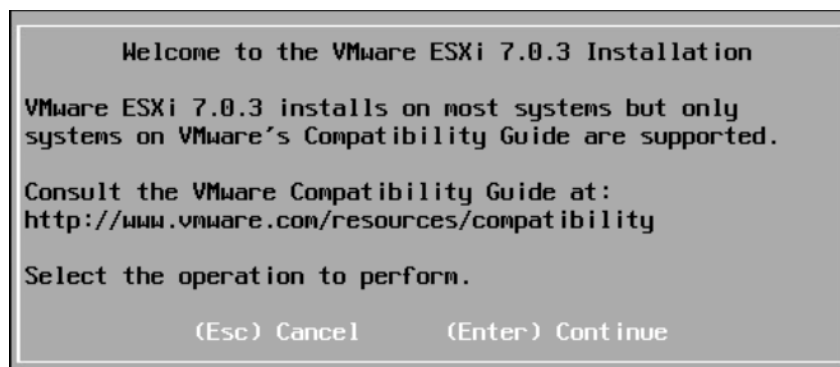 Welcome to the VMware ESXi 7.0.3 Installation
VMware ESXi 7.0.3 installs on most systems but only
systems on VMware's Compatibility Guide are supported.
Consult the VMware Compatibility Guide at:
http://www.vmware.com/resources/compatibility
Select the operation to perform.
(Esc) Cancel (Enter) Continue